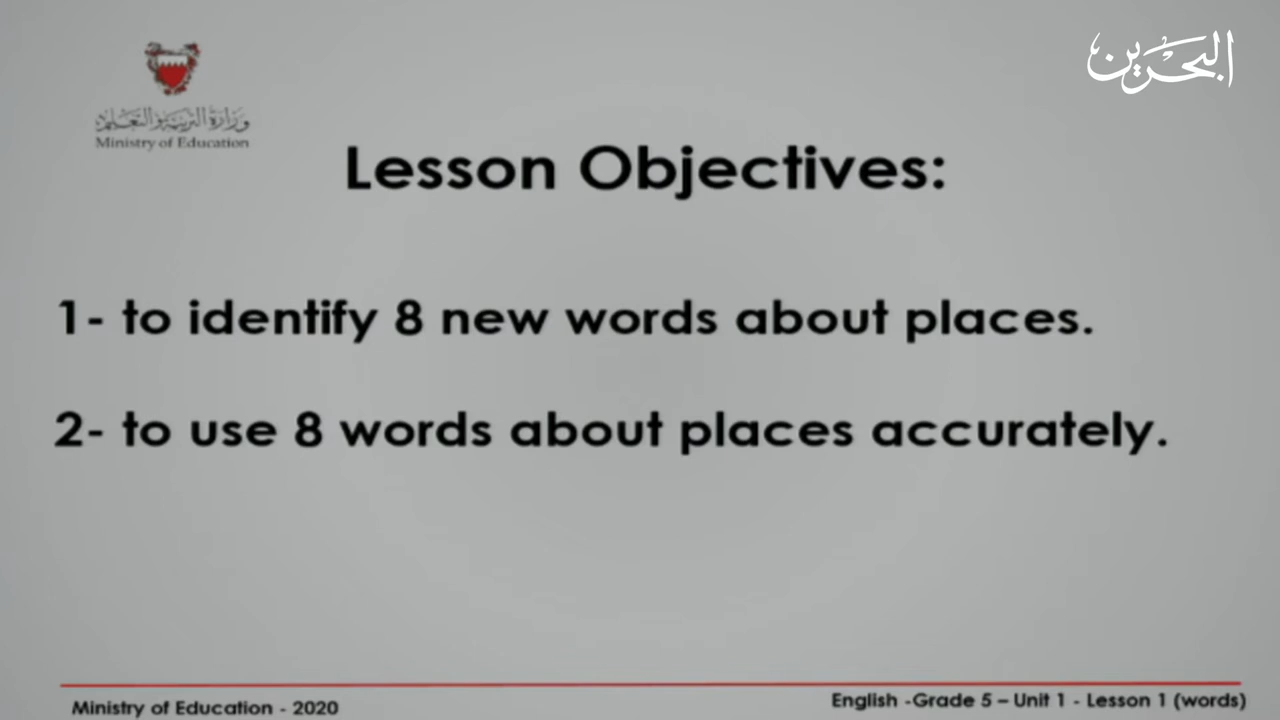 البحرين
وزارة التربية والتعليم
Ministry of Education
Lesson Objectives:
1- to identify 8 new words about places.
2- to use 8 words about places accurately.
Ministry of Education - 2020
English -Grade 5 – Unit 1 - Lesson 1 (words)